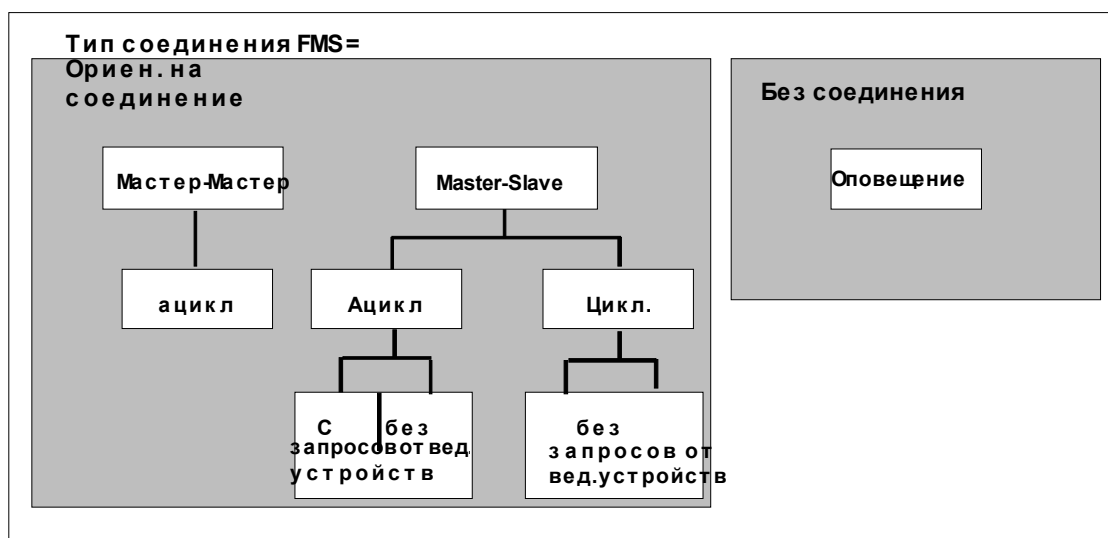 Тип соединения FMS=
Ориен. на
соединение
Без соединения
Мастер-Мастер
Master-Slave
Оповещение
ацикл
Ацикл
Цикл.
С без
запросов от вед.
устройств
без
запросов от
вед.устройств